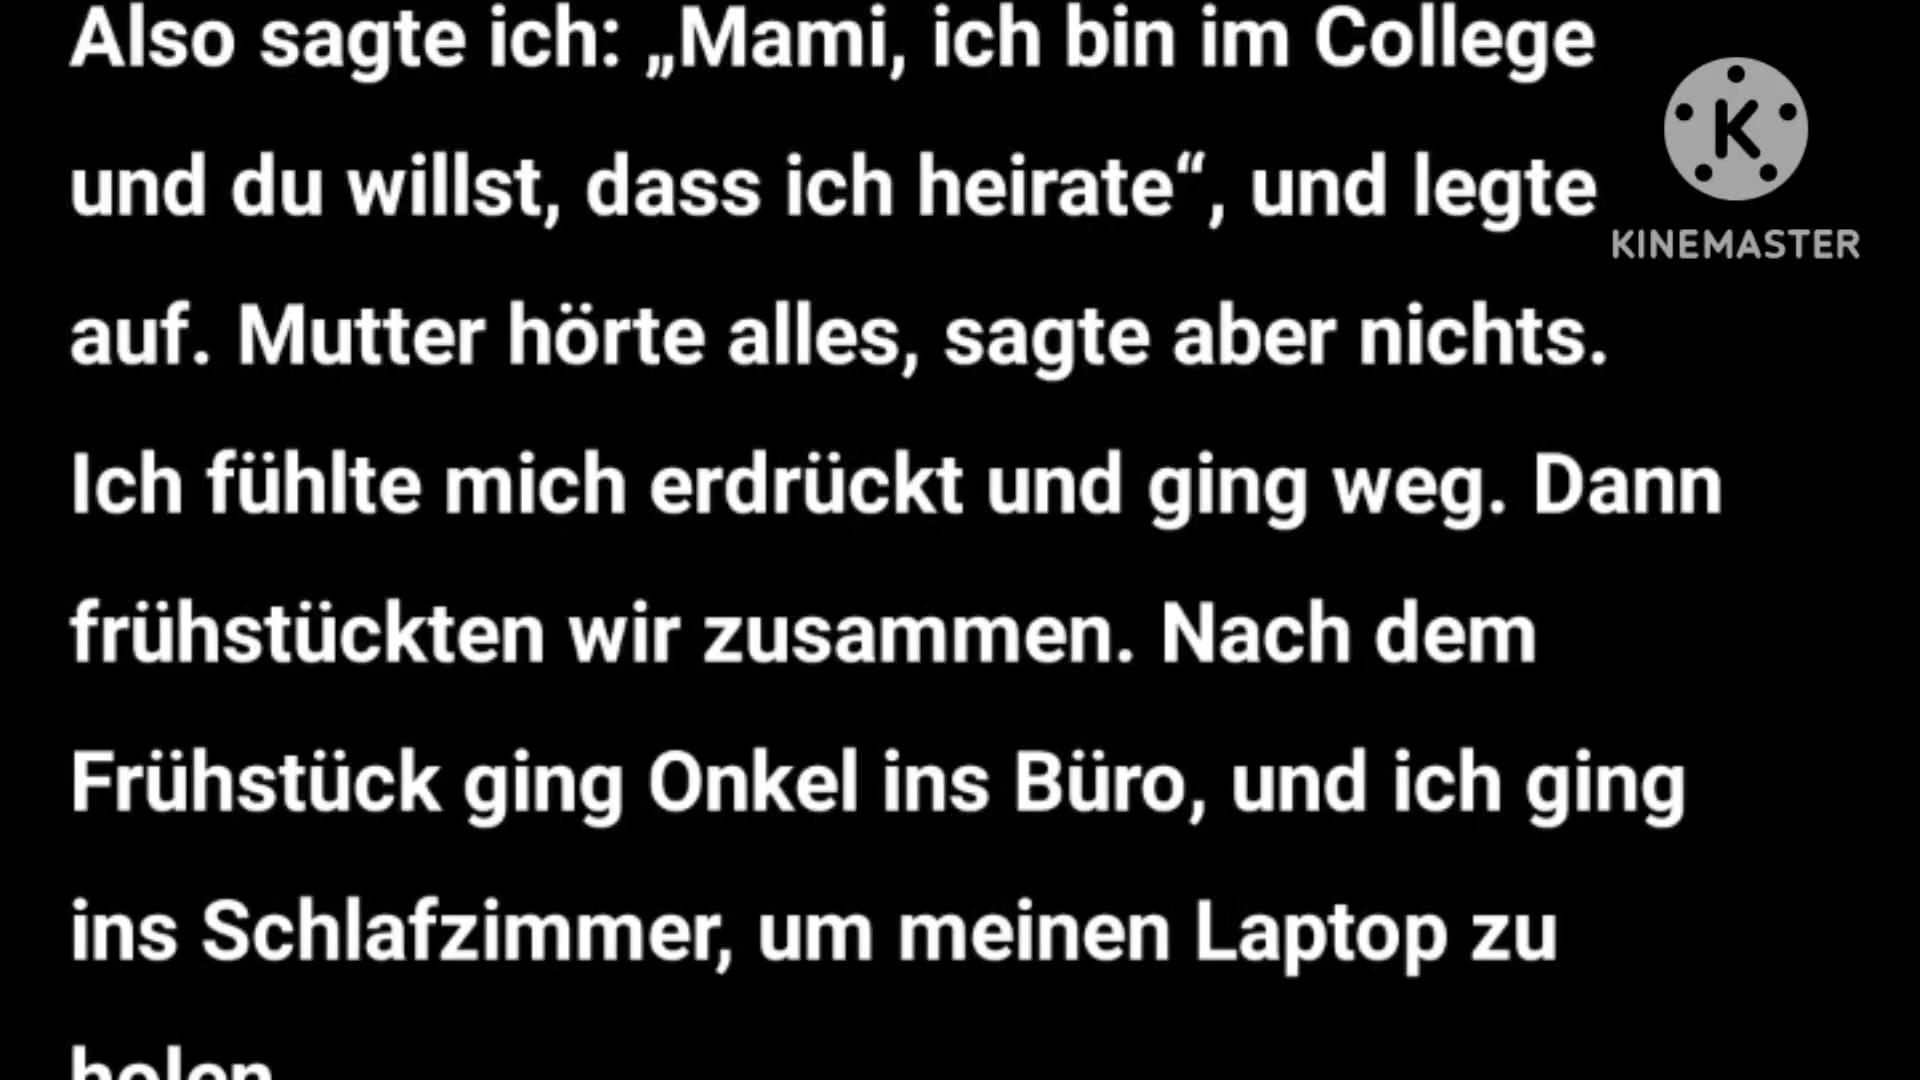 Also sagte ich: „Mami, ich bin im College
und du willst, dass ich heirate“, und legte
auf. Mutter hörte alles, sagte aber nichts.
Ich fühlte mich erdrückt und ging weg. Dann
frühstückten wir zusammen. Nach dem
Frühstück ging Onkel ins Büro, und ich ging
ins Schlafzimmer, um meinen Laptop zu
holen
K
KINEMASTER